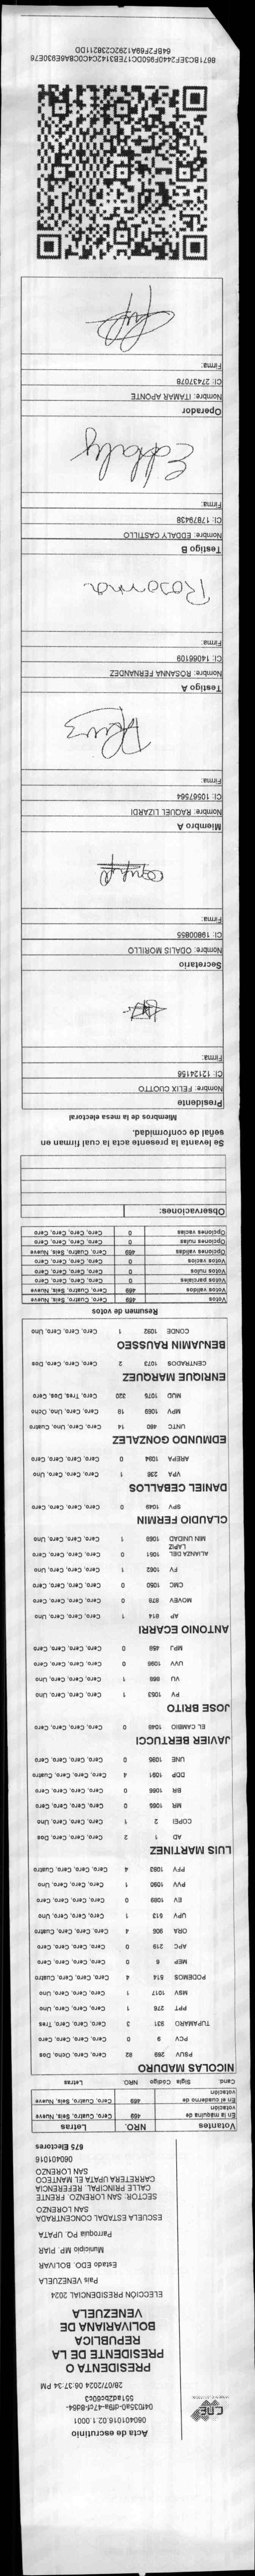 CNE
Acta de escrutinio
060401016.02.1.0001
04f035a0-df9a-47cf-8d64-
551ad2bc60c3
28/07/2024 06:37:34 PM
PRESIDENTA O
PRESIDENTE DE LA
REPUBLICA
BOLIVARIANA DE
VENEZUELA
ELECCIÓN PRESIDENCIAL 2024
Pais VENEZUELA
Estado EDO. BOLIVAR
Municipio MP. PIAR
Parroquia PQ. UPATA
ESCUELA ESTADAL CONCENTRADA
SAN LORENZO
SECTOR: SAN LORENZO. FRENTE
CALLE PRINCIPAL. REFERENCIA
CARRETERA UPATA EL MANTECO
SAN LORENZO
060401016
675 Electores
Votantes NRO. Letras
En la máquina de votación 469 Cero, Cuatro, Seis, Nueve
En el cuaderno de votación 469 Cero, Cuatro, Seis, Nueve
Cand. Sigla Código NRO. Letras
NICOLAS MADURO
PSUV 269 82 Cero, Cero, Ocho, Dos
PCV 9 0 Cero, Cero, Cero, Cero
TUPAMARO 931 3 Cero, Cero, Cero, Tres
PPT 276 1 Cero, Cero, Cero, Uno
MSV 1017 1 Cero, Cero, Cero, Uno
PODEMOS 514 4 Cero, Cero, Cero, Cuatro
MEP 6 0 Cero, Cero, Cero, Cero
APC 219 0 Cero, Cero, Cero, Cero
ORA 906 4 Cero, Cero, Cero, Cuatro
UPV 613 1 Cero, Cero, Cero, Uno
EV 1089 0 Cero, Cero, Cero, Cero
PVV 1090 1 Cero, Cero, Cero, Uno
PFV 1093 4 Cero, Cero, Cero, Cuatro
LUIS MARTINEZ
AD 1 2 Cero, Cero, Cero, Dos
COPEI 2 1 Cero, Cero, Cero, Uno
MR 1065 0 Cero, Cero, Cero, Cero
BR 1066 0 Cero, Cero, Cero, Cero
DDP 1091 4 Cero, Cero, Cero, Cuatro
UNE 1095 0 Cero, Cero, Cero, Cero
JAVIER BERTUCCI
EL CAMBIO 1048 0 Cero, Cero, Cero, Cero
JOSE BRITO
PV 1053 1 Cero, Cero, Cero, Uno
VU 868 1 Cero, Cero, Cero, Uno
UVV 1096 0 Cero, Cero, Cero, Cero
MPJ 458 0 Cero, Cero, Cero, Cero
ANTONIO ECARRI
AP 814 1 Cero, Cero, Cero, Uno
MOVEV 878 0 Cero, Cero, Cero, Cero
CMC 1050 0 Cero, Cero, Cero, Cero
FV 1062 1 Cero, Cero, Cero, Uno
ALIANZA DEL LAPIZ 1051 0 Cero, Cero, Cero, Cero
MIN UNIDAD 1068 1 Cero, Cero, Cero, Uno
CLAUDIO FERMIN
SPV 1049 0 Cero, Cero, Cero, Cero
DANIEL CEBALLOS
VPA 236 1 Cero, Cero, Cero, Uno
AREPA 1094 0 Cero, Cero, Cero, Cero
EDMUNDO GONZALEZ
UNTC 460 14 Cero, Cero, Uno, Cuatro
MPV 1069 18 Cero, Cero, Uno, Ocho
MUD 1075 320 Cero, Tres, Dos, Cero
ENRIQUE MARQUEZ
CENTRADOS 1073 2 Cero, Cero, Cero, Dos
BENJAMIN RAUSSEO
CONDE 1092 1 Cero, Cero, Cero, Uno
Resumen de votos
Votos 469 Cero, Cuatro, Seis, Nueve
Votos validos 469 Cero, Cuatro, Seis, Nueve
Votos parciales 0 Cero, Cero, Cero, Cero
Votos nulos 0 Cero, Cero, Cero, Cero
Votos vacios 0 Cero, Cero, Cero, Cero
Opciones validas 469 Cero, Cuatro, Seis, Nueve
Opciones nulas 0 Cero, Cero, Cero, Cero
Opciones vacias 0 Cero, Cero, Cero, Cero
Observaciones:
Se levanta la presente acta la cual firman en
señal de conformidad.
Miembros de la mesa electoral
Presidente
Nombre: FELIX CUOTTO
CI: 12124156
Firma:
Secretario
Nombre: ODALIS MORILLO
CI: 19800855
Firma:
Miembro A
Nombre: RAQUEL LIZARDI
CI: 10567564
Firma:
Testigo A
Nombre: ROSANNA FERNANDEZ
CI: 14066109
Firma:
Rosanna
Testigo B
Nombre: EDDALY CASTILLO
CI: 17879438
Firma:
Eddaly
Operador
Nombre: ITAMAR APONTE
CI: 27437078
Firma:
8671BC3EF2440F950DC17EB3142C4C0C8A6E930E76
64BF2F69A1292C238211DD